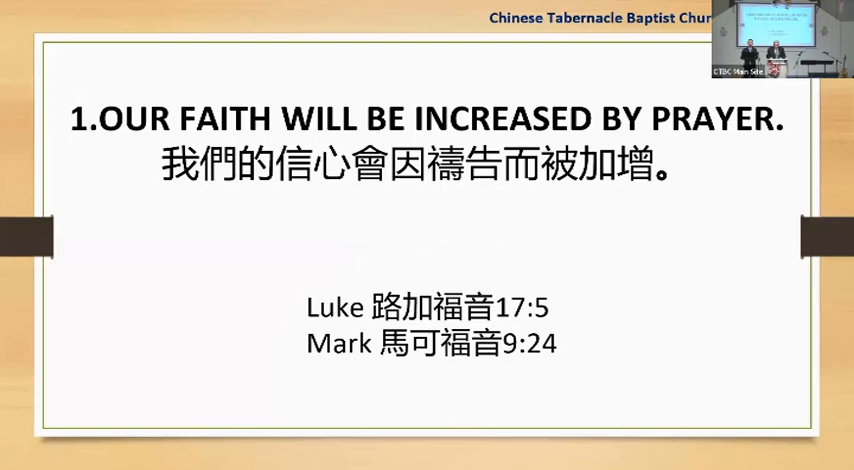 Chinese Tabernacle Baptist
CTBC Main Site
1.OUR FAITH WILL BE INCREASED BY PRAYER.
我們的信心會因禱告而被加增。
Luke 路加福音17:5
Mark 馬可福音9:24